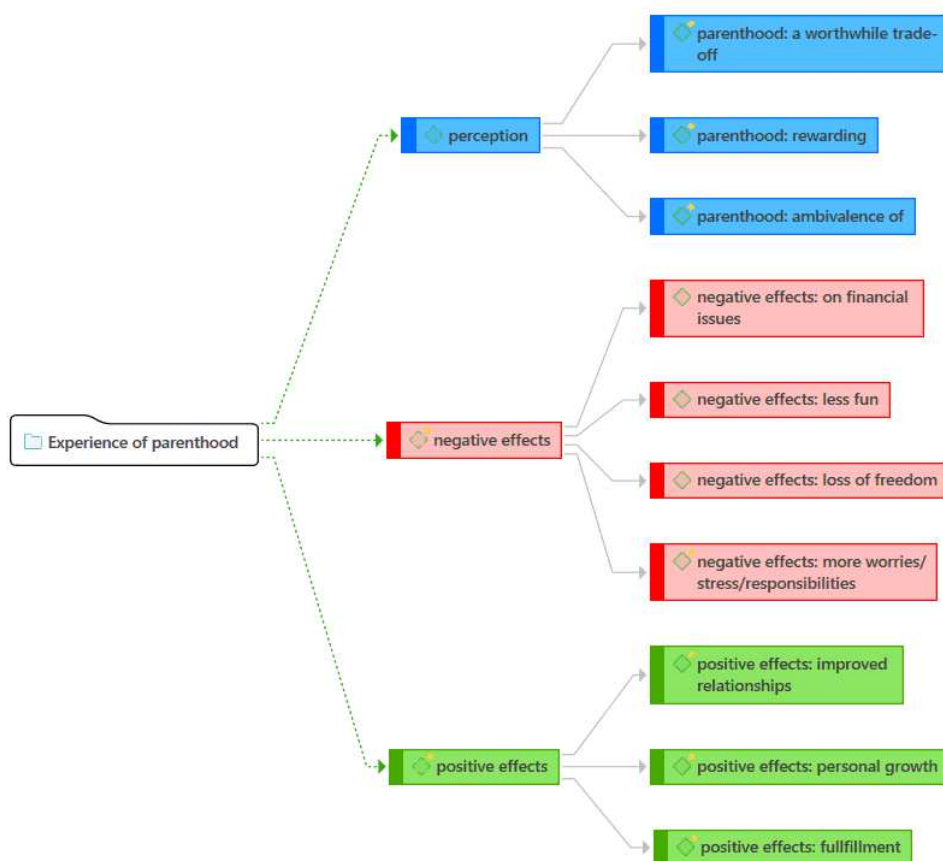 parenthood: a worthwhile trade-
off
perception
parenthood: rewarding
parenthood: ambivalence of
negative effects: on financial
issues
negative effects: less fun
Experience of parenthood
negative effects
negative effects: loss of freedom
negative effects: more worries/
stress/responsibilities
positive effects: improved
relationships
positive effects
positive effects: personal growth
positive effects: fullfillment